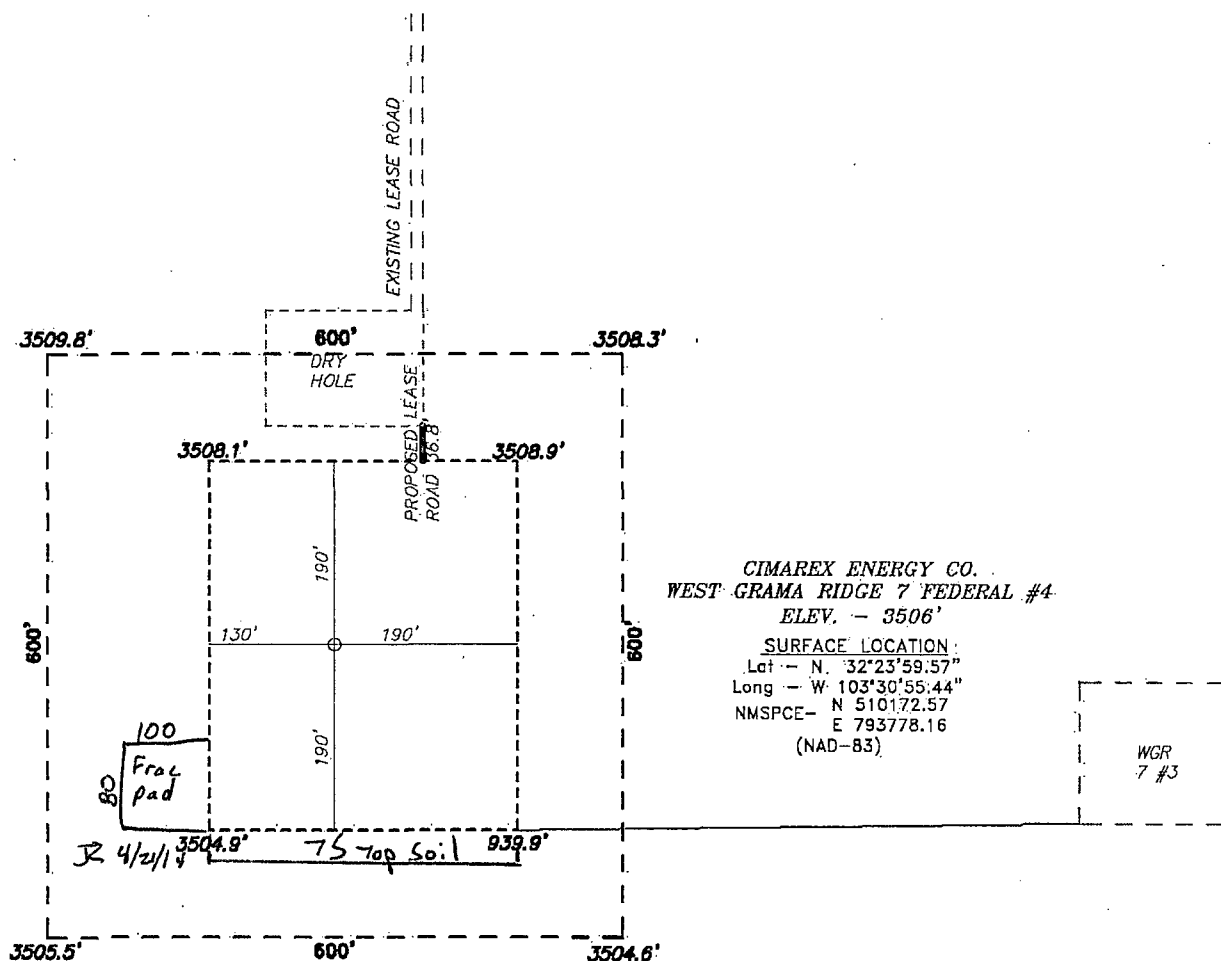 EXISTING LEASE ROAD
3509.8'
600'
3508.3'
DRY
HOLE
PROPOSED LEASE
ROAD 36.8'
3508.1'
3508.9'
190'
600'
130'
190'
600'
190'
CIMAREX ENERGY CO.
WEST GRAMA RIDGE 7 FEDERAL #4
ELEV. - 3506'
SURFACE LOCATION:
Lat - N 32°23'59.57"
Long - W 103°30'55.44"
NMSPCE- N 510172.57
E 793778.16
(NAD-83)
WGR
7 #3
100
80
Frac
pad
3504.9'
939.9'
4/21/14
75 Top Soil
3505.5'
600'
3504.6'